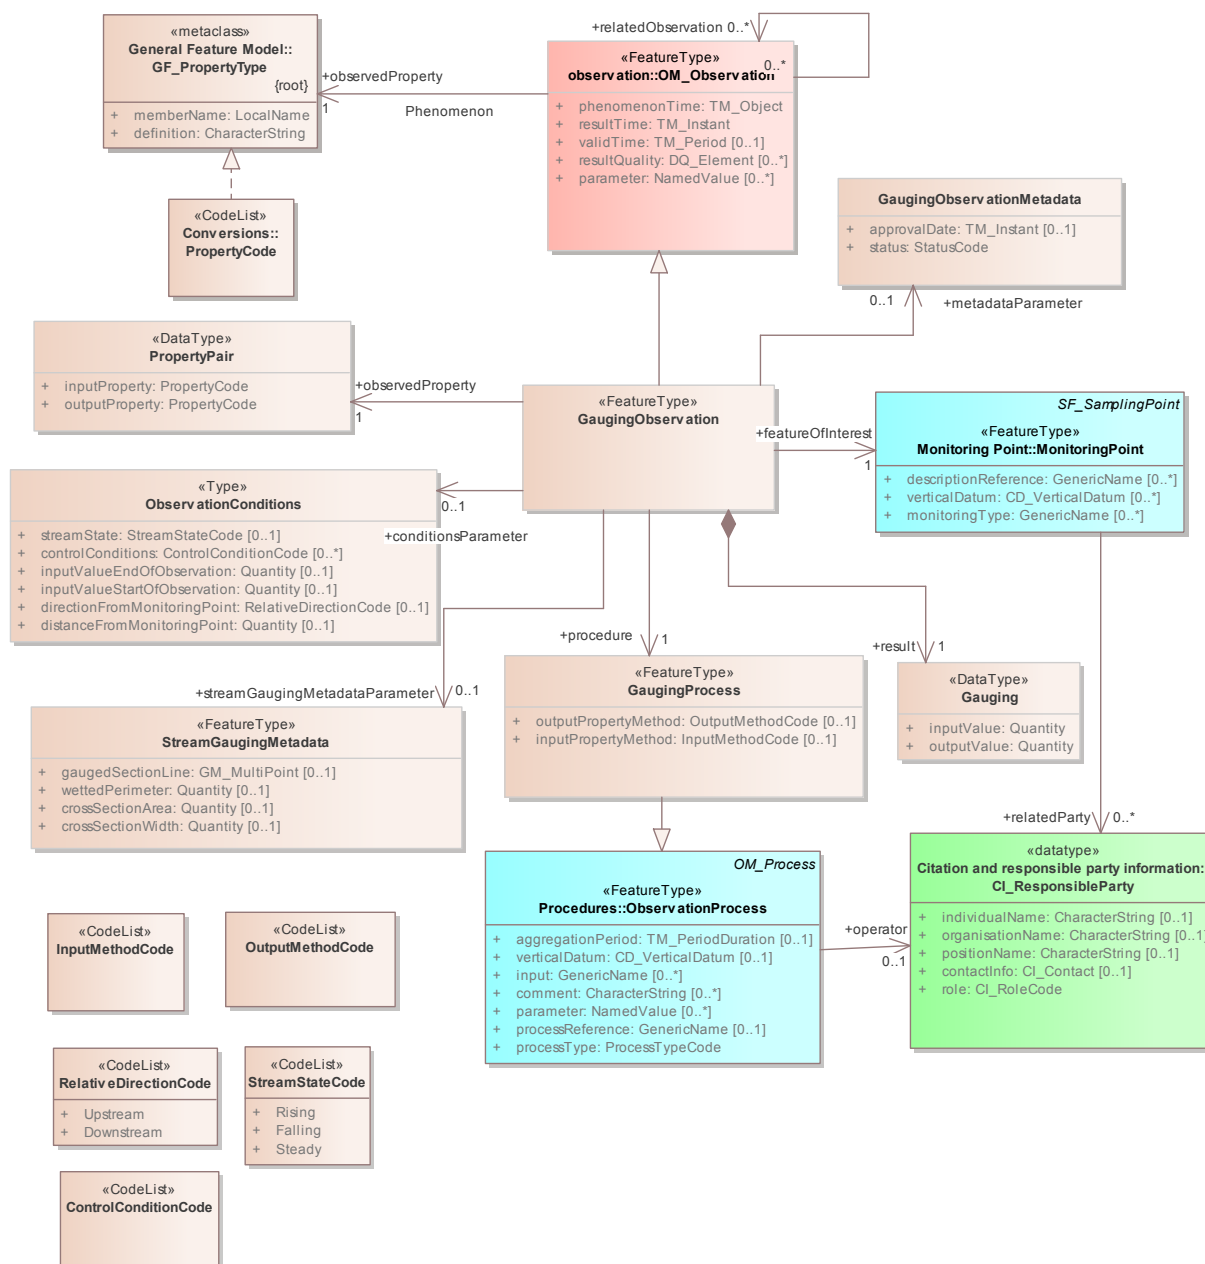 «metaclass»
General Feature Model::
GF_PropertyType
{root}
+ memberName: LocalName
+ definition: CharacterString
+observedProperty
1
Phenomenon
+relatedObservation 0..*
«FeatureType»
0..*
observation::OM_Observation
+ phenomenonTime: TM_Object
+ resultTime: TM_Instant
+ validTime: TM_Period [0..1]
+ resultQuality: DQ_Element [0..*]
+ parameter: NamedValue [0..*]
«CodeList»
Conversions::
PropertyCode
GaugingObservationMetadata
+ approvalDate: TM_Instant [0..1]
+ status: StatusCode
0..1
+metadataParameter
«DataType»
PropertyPair
+ inputProperty: PropertyCode
+ outputProperty: PropertyCode
+observedProperty
1
«FeatureType»
GaugingObservation
+featureOfInterest
1
SF_SamplingPoint
«FeatureType»
Monitoring Point::MonitoringPoint
+ descriptionReference: GenericName [0..*]
+ verticalDatum: CD_VerticalDatum [0..*]
+ monitoringType: GenericName [0..*]
«Type»
ObservationConditions
+ streamState: StreamStateCode [0..1]
+ controlConditions: ControlConditionCode [0..*]
+ inputValueEndOfObservation: Quantity [0..1]
+ inputValueStartOfObservation: Quantity [0..1]
+ directionFromMonitoringPoint: RelativeDirectionCode [0..1]
+ distanceFromMonitoringPoint: Quantity [0..1]
0..1
+conditionsParameter
+procedure
1
+result
1
+streamGaugingMetadataParameter
0..1
«FeatureType»
GaugingProcess
+ outputPropertyMethod: OutputMethodCode [0..1]
+ inputPropertyMethod: InputMethodCode [0..1]
«DataType»
Gauging
+ inputValue: Quantity
+ outputValue: Quantity
«FeatureType»
StreamGaugingMetadata
+ gaugedSectionLine: GM_MultiPoint [0..1]
+ wettedPerimeter: Quantity [0..1]
+ crossSectionArea: Quantity [0..1]
+ crossSectionWidth: Quantity [0..1]
+relatedParty
0..*
OM_Process
«FeatureType»
Procedures::ObservationProcess
+ aggregationPeriod: TM_PeriodDuration [0..1]
+ verticalDatum: CD_VerticalDatum [0..1]
+ input: GenericName [0..*]
+ comment: CharacterString [0..*]
+ parameter: NamedValue [0..*]
+ processReference: GenericName [0..1]
+ processType: ProcessTypeCode
+operator
0..1
«datatype»
Citation and responsible party information:
CI_ResponsibleParty
+ individualName: CharacterString [0..1]
+ organisationName: CharacterString [0..1]
+ positionName: CharacterString [0..1]
+ contactInfo: CI_Contact [0..1]
+ role: CI_RoleCode
«CodeList»
InputMethodCode
«CodeList»
OutputMethodCode
«CodeList»
RelativeDirectionCode
+ Upstream
+ Downstream
«CodeList»
StreamStateCode
+ Rising
+ Falling
+ Steady
«CodeList»
ControlConditionCode